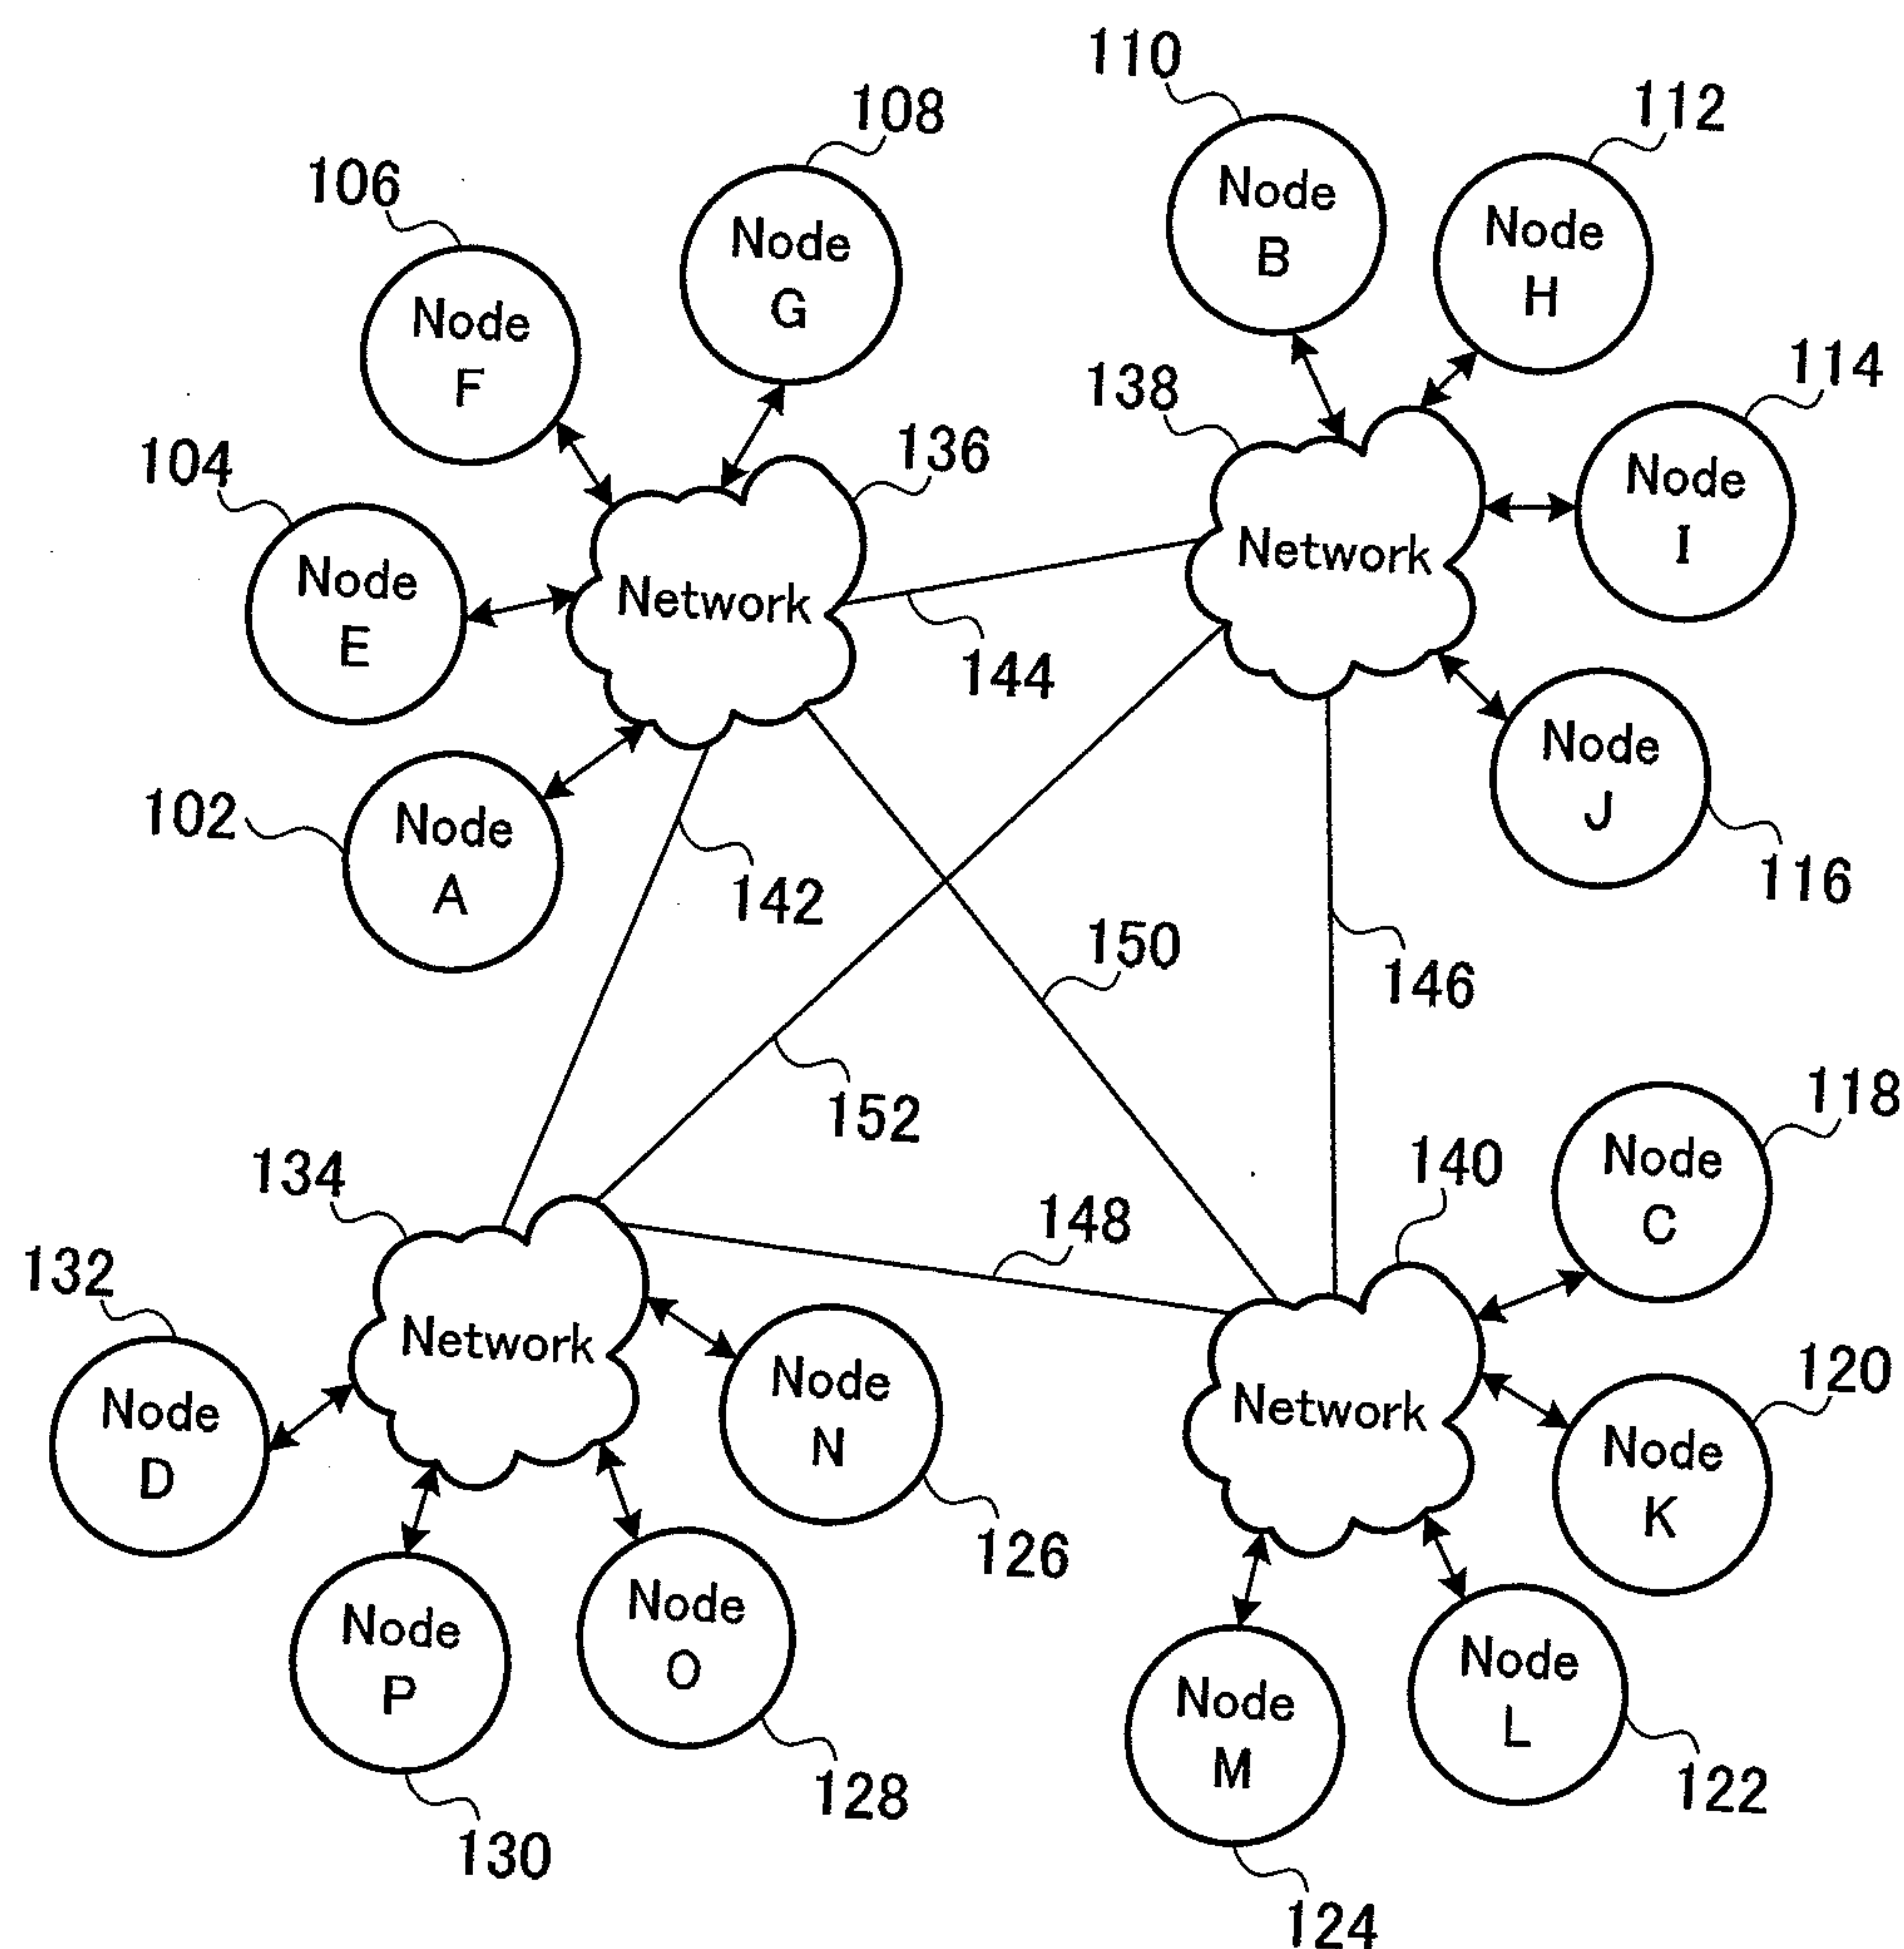 110
112
108
106
Node
B
Node
H
Node
G
Node
F
138
114
136
104
Node
I
Network
Node
E
Network
144
Node
J
102
Node
A
142
116
150
146
152
118
134
140
Node
C
148
132
Network
Node
N
120
Network
Node
D
Node
K
126
Node
O
Node
P
Node
L
Node
M
128
122
130
124